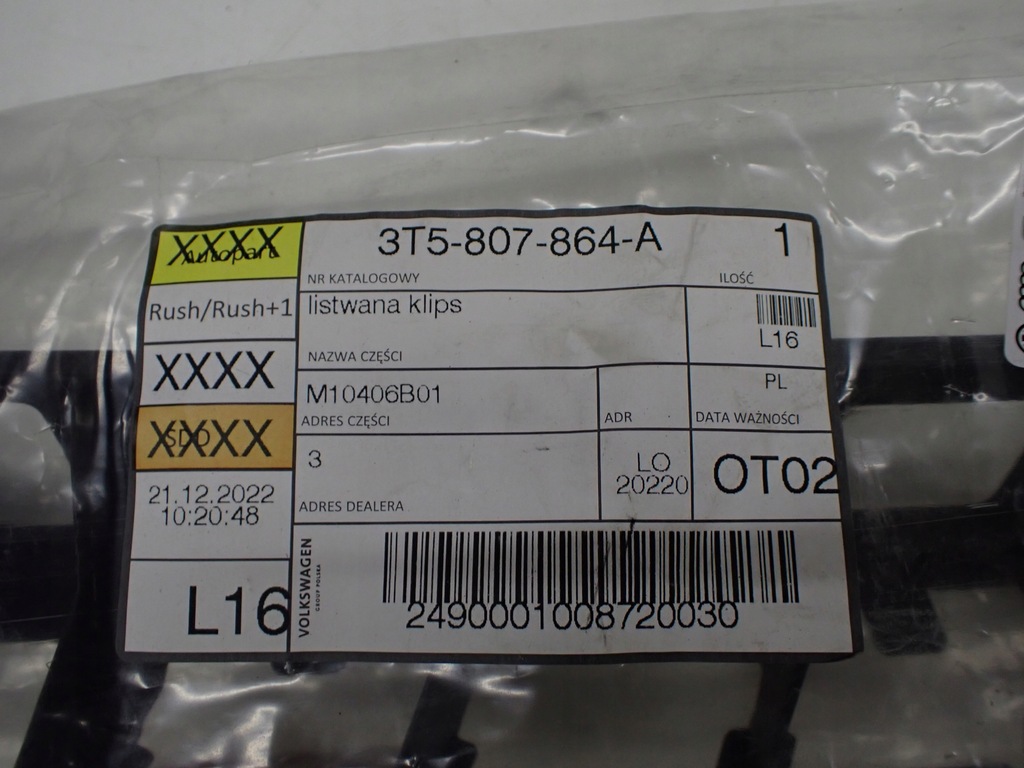 XXXX
Autopart
3T5-807-864-A
1
NR KATALOGOWY
ILOŚĆ
Rush/Rush+1
listwana klips
NAZWA CZĘŚCI
L16
XXXX
M10406B01
ADRES CZĘŚCI
ADR
PL
DATA WAŻNOŚCI
XXXX
SDO
3
ADRES DEALERA
LO
20220
OT02
21.12.2022
10:20:48
L16
VOLKSWAGEN
GROUP POLSKA
2490001008720030